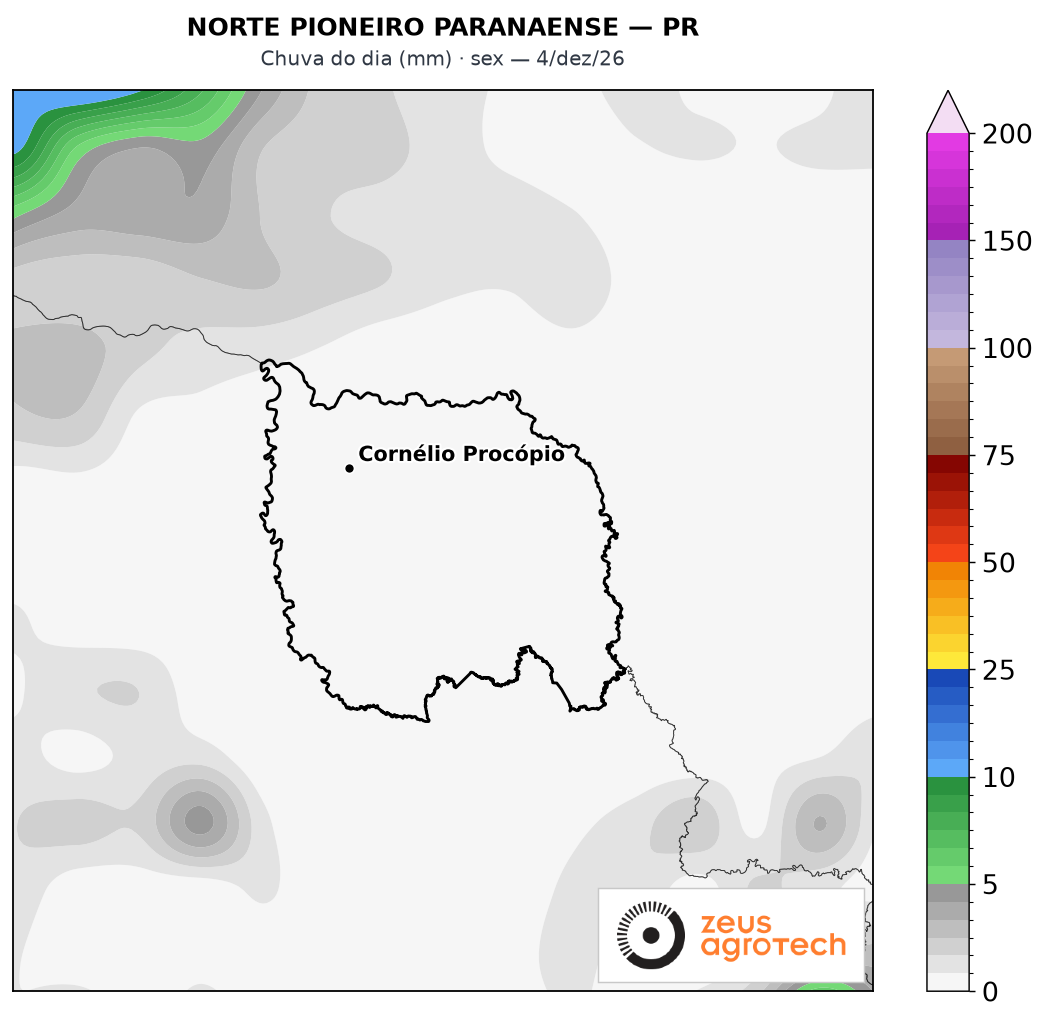 NORTE PIONEIRO PARANAENSE — PR
Chuva do dia (mm) · sex — 4/dez/26
200
150
100
75
50
25
10
5
0
Cornélio Procópio
zeus
agrotech